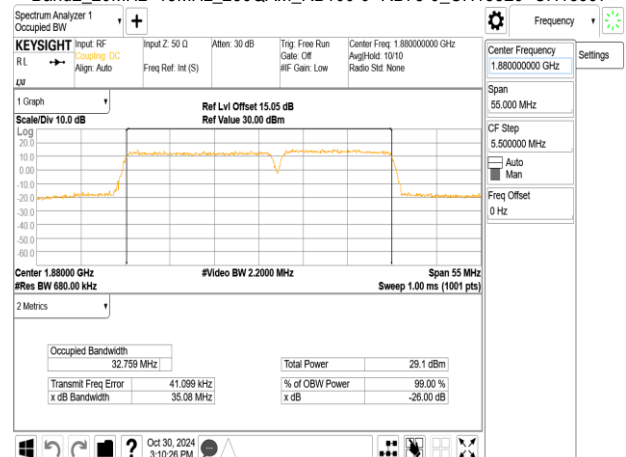 Spectrum Analyzer 1
Occupied BW
KEYSIGHT
RL
Input: RF
Coupling: DC
Align: Auto
Input Z: 50 Ω
Freq Ref: Int (S)
Atten: 30 dB
Trig: Free Run
Gate: Off
#IF Gain: Low
Center Freq: 1.880000000 GHz
Avg|Hold: 10/10
Radio Std: None
Frequency
Settings
Center Frequency
1.880000000 GHz
Span
55.000 MHz
CF Step
5.500000 MHz
Auto
Man
Freq Offset
0 Hz
1 Graph
Scale/Div 10.0 dB
Ref Lvl Offset 15.05 dB
Ref Value 30.00 dBm
Log
20.0
10.0
0.00
-10.0
-20.0
-30.0
-40.0
-50.0
-60.0
Center 1.88000 GHz
#Res BW 680.00 kHz
#Video BW 2.2000 MHz
Span 55 MHz
Sweep 1.00 ms (1001 pts)
2 Metrics
Occupied Bandwidth
32.759 MHz
Total Power 29.1 dBm
Transmit Freq Error 41.099 kHz
% of OBW Power 99.00 %
x dB Bandwidth 35.08 MHz
x dB -26.00 dB
Oct 30, 2024
3:10:26 PM